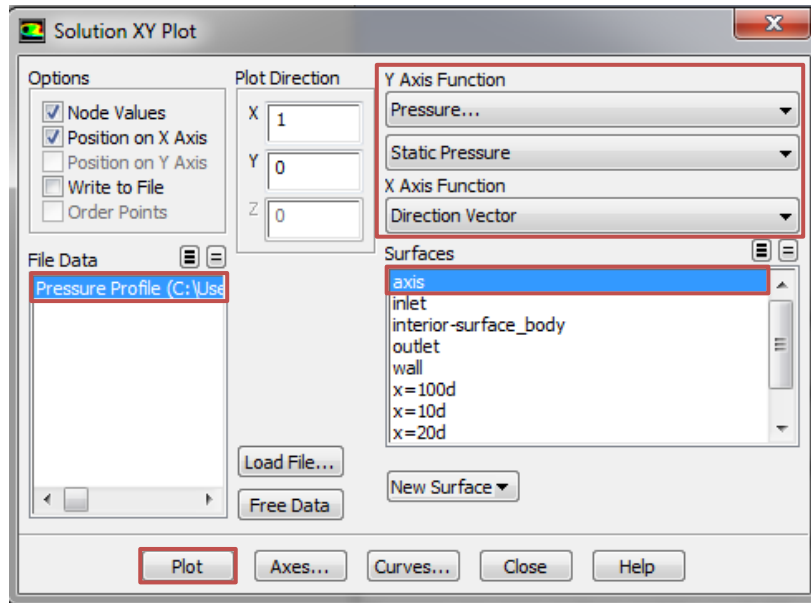 Solution XY Plot
Options
Node Values
Position on X Axis
Position on Y Axis
Write to File
Order Points
Plot Direction
X 1
Y 0
Z 0
Y Axis Function
Pressure...
Static Pressure
X Axis Function
Direction Vector
File Data
Pressure Profile (C:\Use
Surfaces
axis
inlet
interior-surface_body
outlet
wall
x=100d
x=10d
x=20d
Load File...
Free Data
New Surface
Plot
Axes...
Curves...
Close
Help